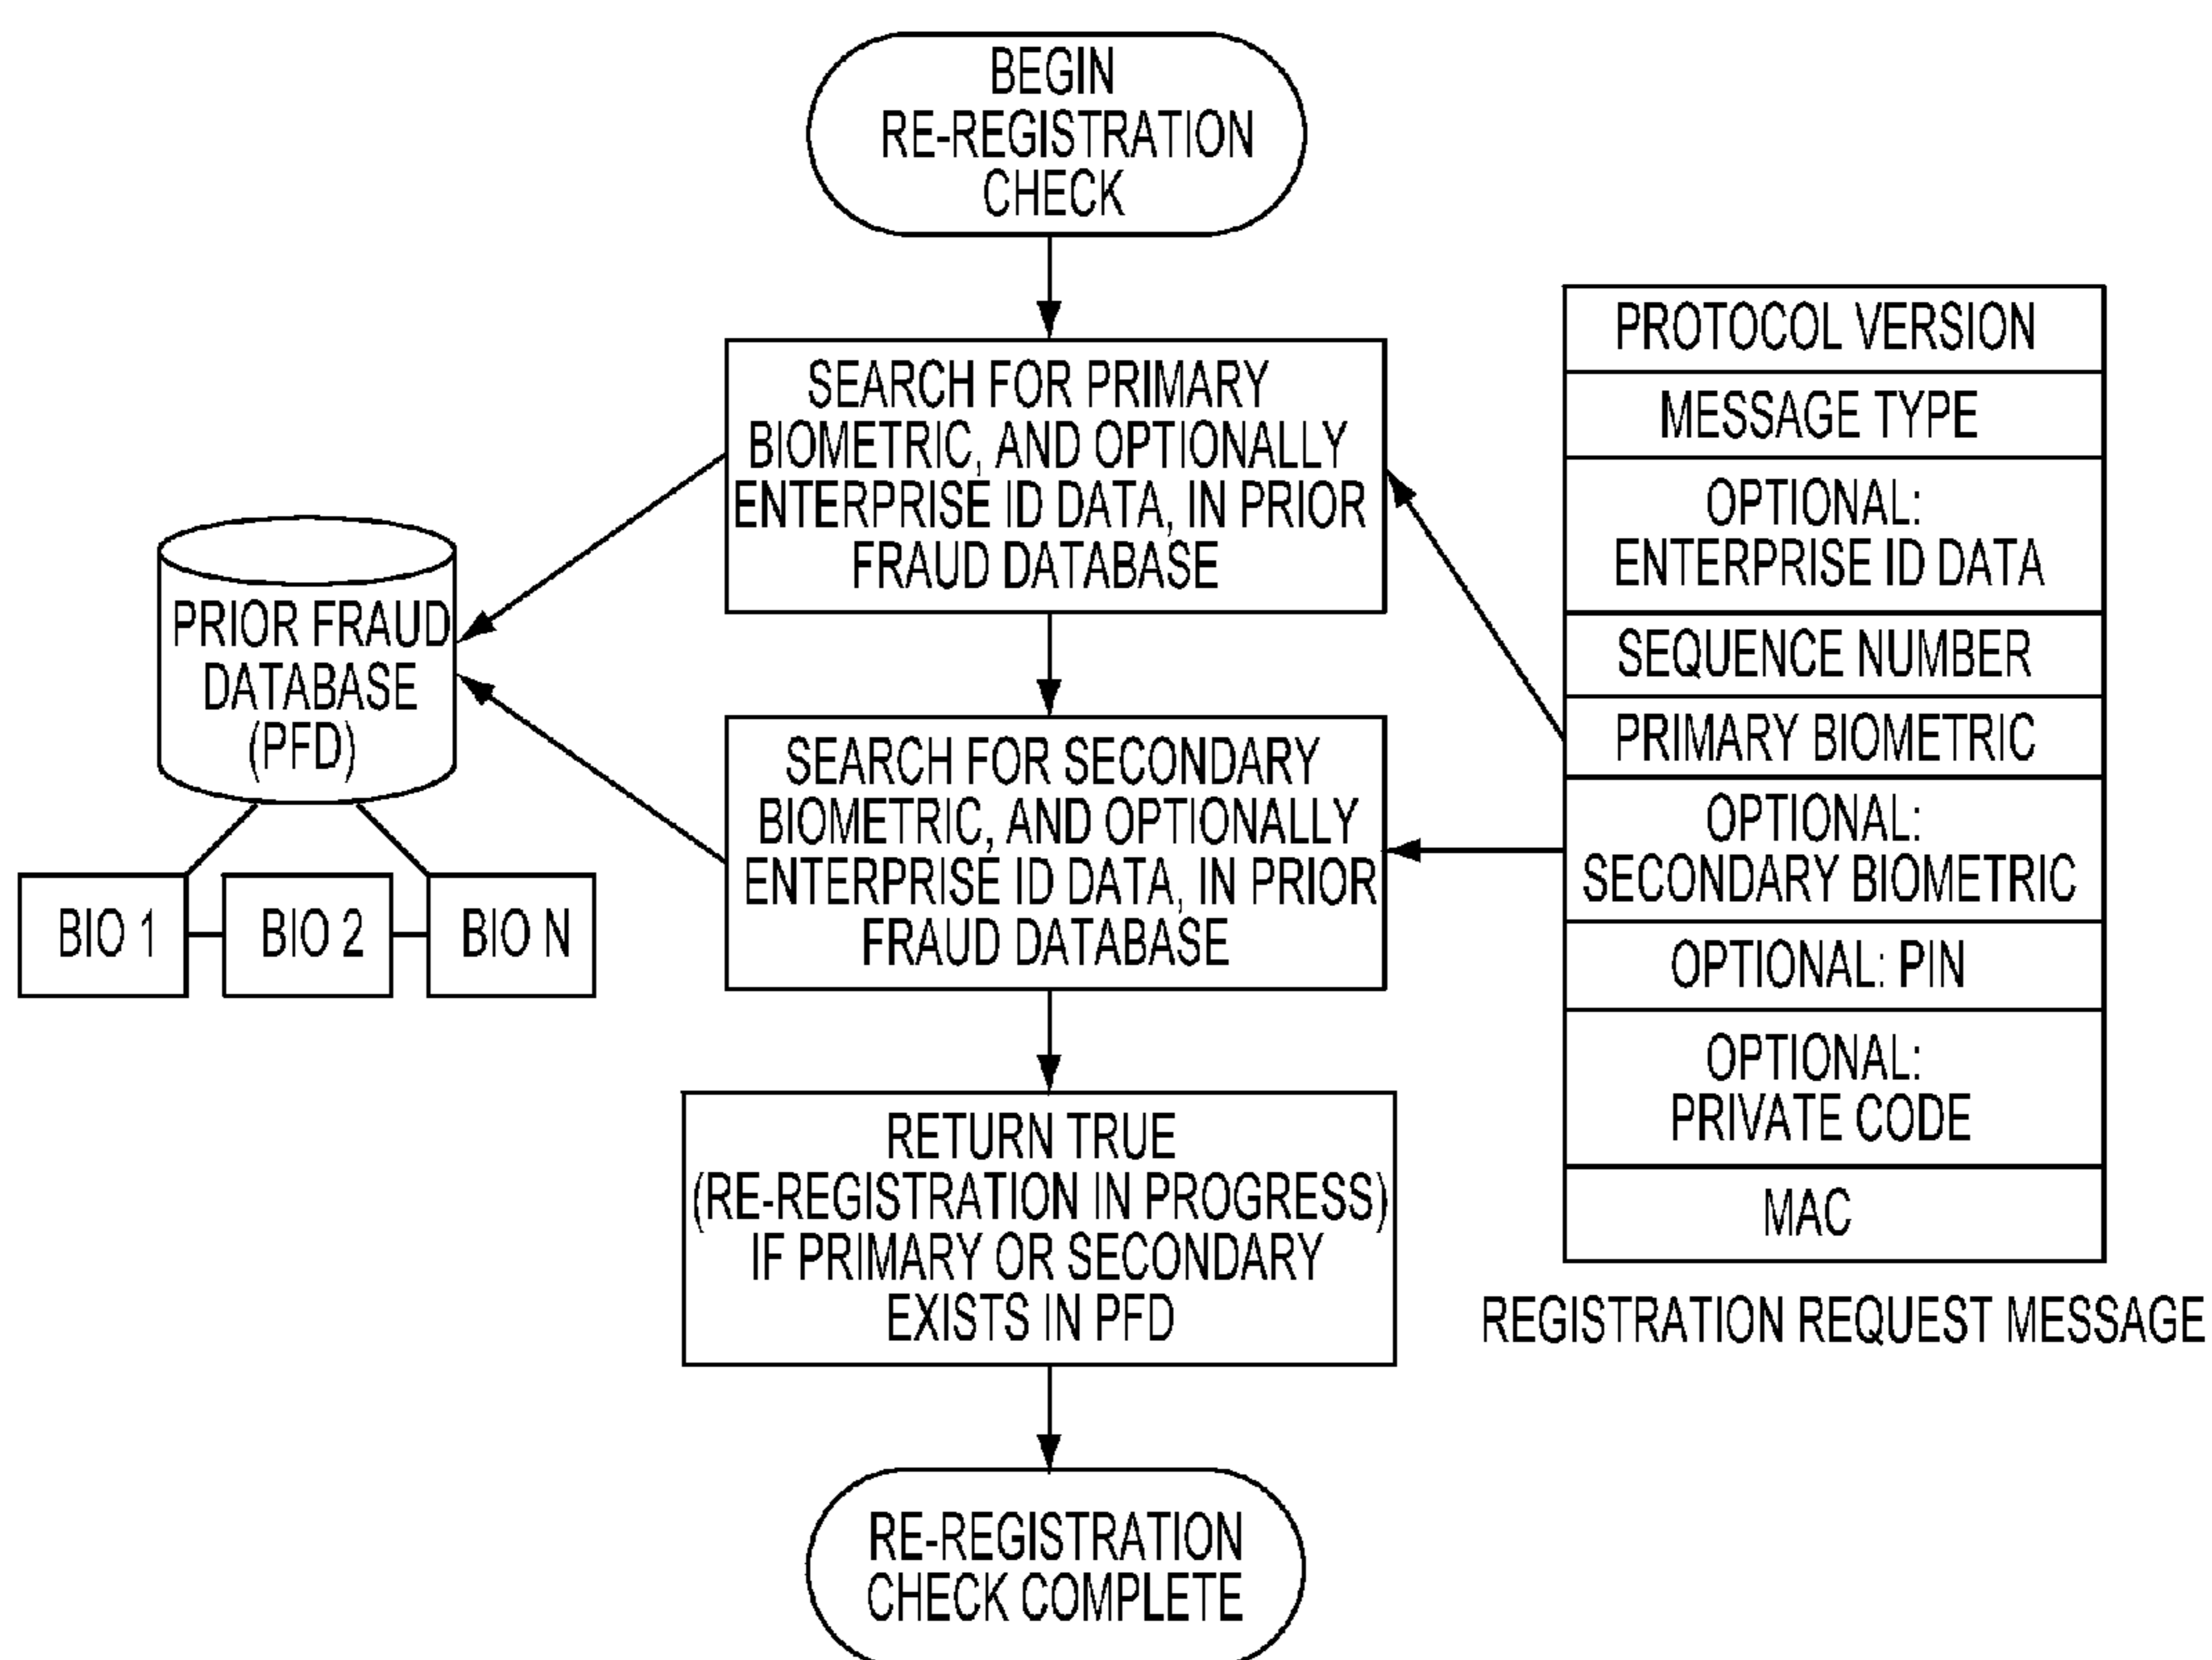 BEGIN
RE-REGISTRATION
CHECK
SEARCH FOR PRIMARY
BIOMETRIC, AND OPTIONALLY
ENTERPRISE ID DATA, IN PRIOR
FRAUD DATABASE
PRIOR FRAUD
DATABASE
(PFD)
BIO 1
BIO 2
BIO N
SEARCH FOR SECONDARY
BIOMETRIC, AND OPTIONALLY
ENTERPRISE ID DATA, IN PRIOR
FRAUD DATABASE
RETURN TRUE
(RE-REGISTRATION IN PROGRESS)
IF PRIMARY OR SECONDARY
EXISTS IN PFD
RE-REGISTRATION
CHECK COMPLETE
PROTOCOL VERSION
MESSAGE TYPE
OPTIONAL:
ENTERPRISE ID DATA
SEQUENCE NUMBER
PRIMARY BIOMETRIC
OPTIONAL:
SECONDARY BIOMETRIC
OPTIONAL: PIN
OPTIONAL:
PRIVATE CODE
MAC
REGISTRATION REQUEST MESSAGE